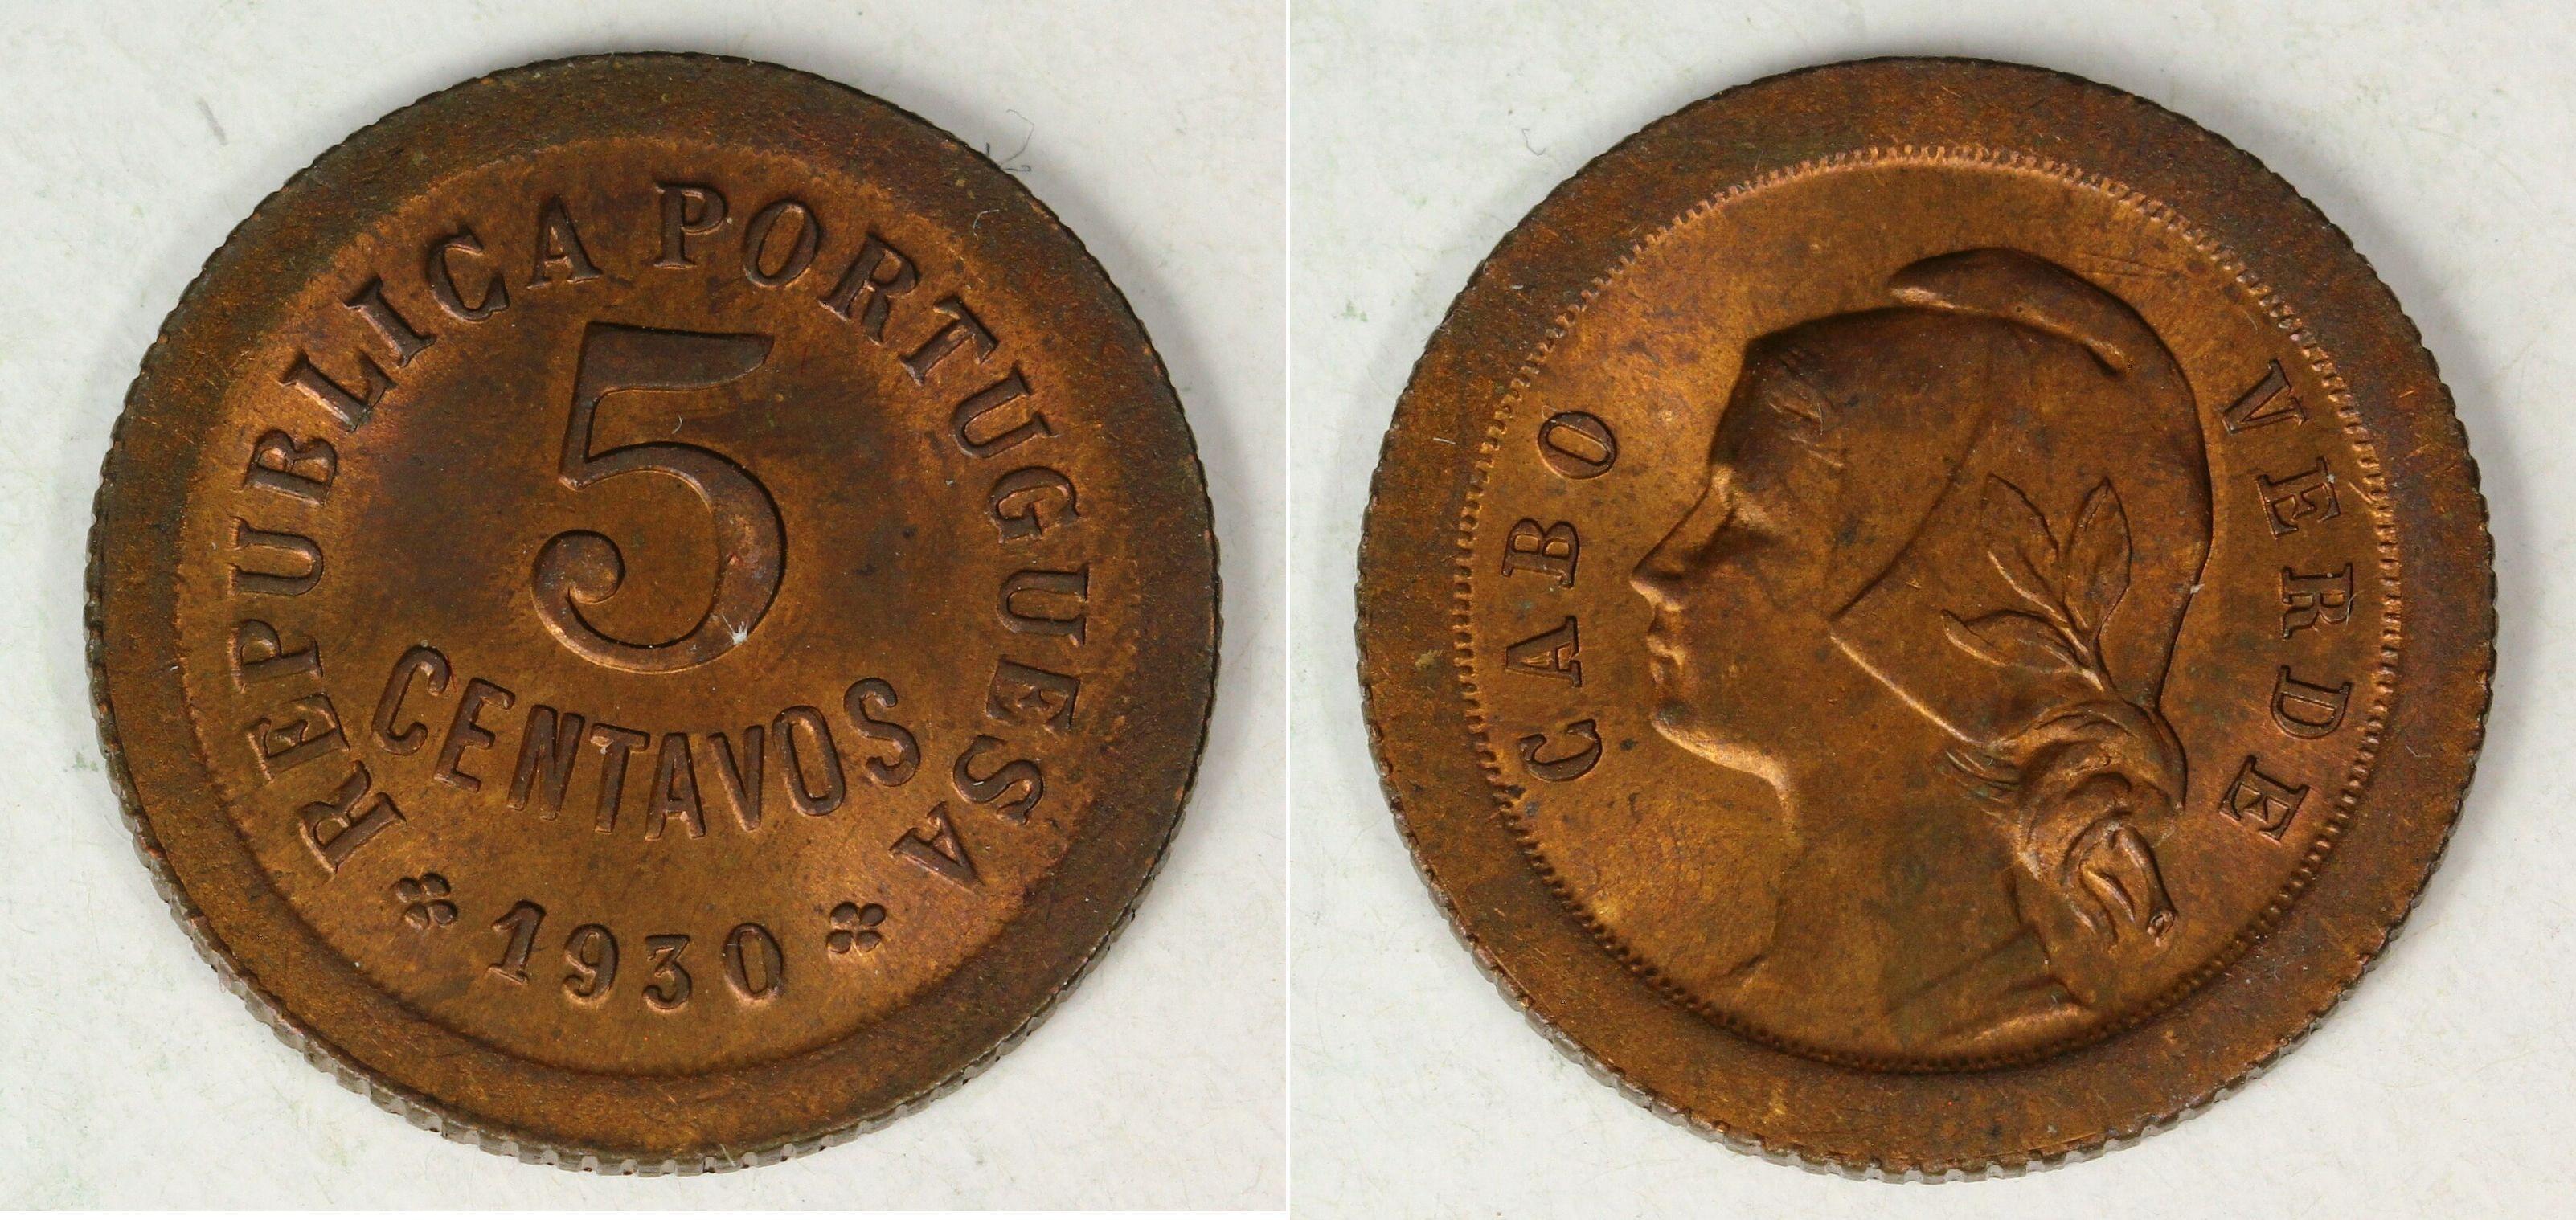 REPUBLICA PORTUGUESA
5
CENTAVOS
1930
CABO VERDE